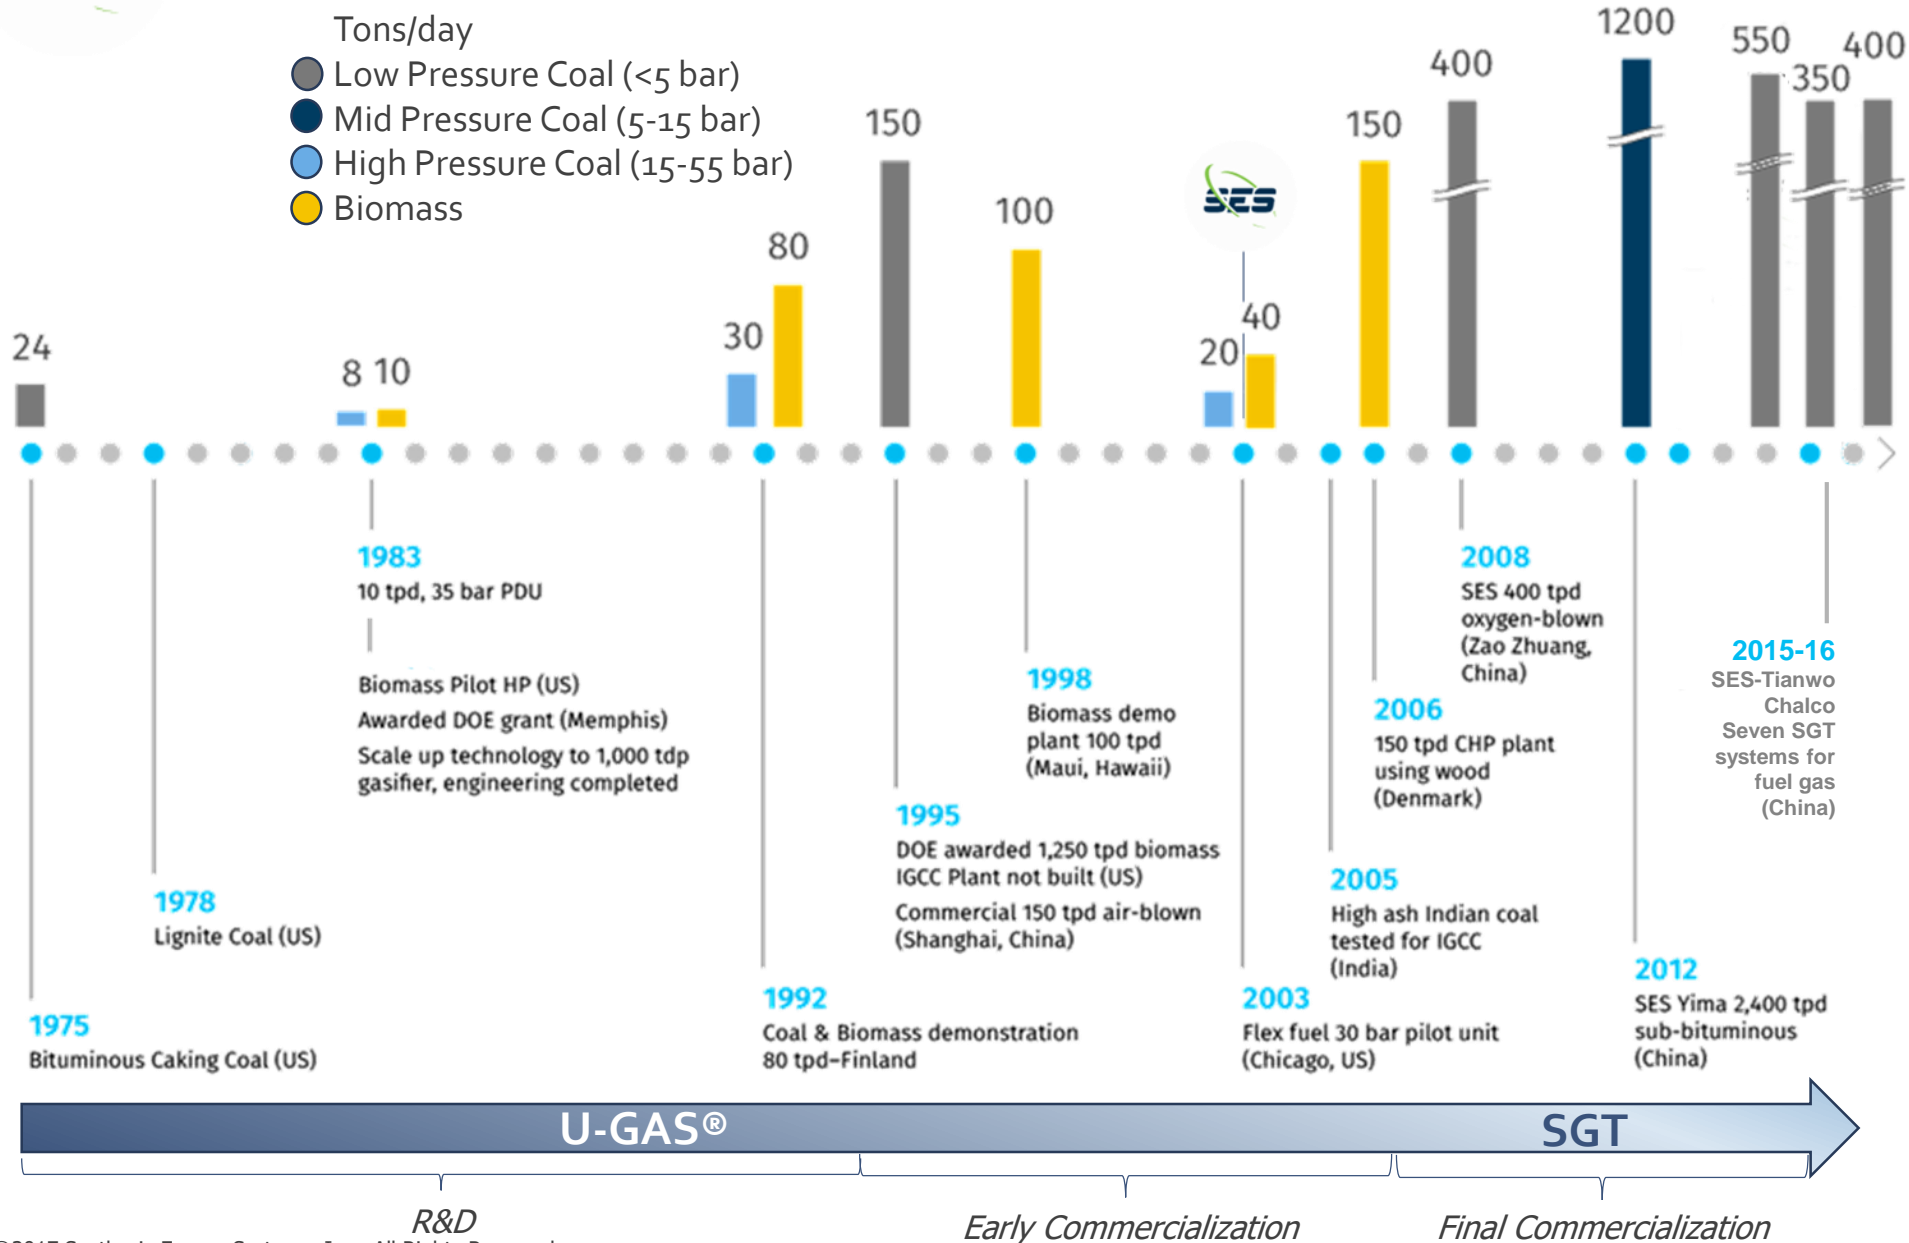 Tons/day
Low Pressure Coal (<5 bar)
Mid Pressure Coal (5-15 bar)
High Pressure Coal (15-55 bar)
Biomass
24
8 10
30
80
150
100
SES
20
40
150
400
1200
550
350
400
1983
10 tpd, 35 bar PDU
Biomass Pilot HP (US)
Awarded DOE grant (Memphis)
Scale up technology to 1,000 tdp
gasifier, engineering completed
2008
SES 400 tpd
oxygen-blown
(Zao Zhuang,
China)
2015-16
SES-Tianwo
Chalco
Seven SGT
systems for
fuel gas
(China)
1998
Biomass demo
plant 100 tpd
(Maui, Hawaii)
2006
150 tpd CHP plant
using wood
(Denmark)
1995
DOE awarded 1,250 tpd biomass
IGCC Plant not built (US)
Commercial 150 tpd air-blown
(Shanghai, China)
1978
Lignite Coal (US)
2005
High ash Indian coal
tested for IGCC
(India)
2012
SES Yima 2,400 tpd
sub-bituminous
(China)
1992
Coal & Biomass demonstration
80 tpd–Finland
2003
Flex fuel 30 bar pilot unit
(Chicago, US)
1975
Bituminous Caking Coal (US)
U-GAS®
SGT
R&D
Early Commercialization
Final Commercialization